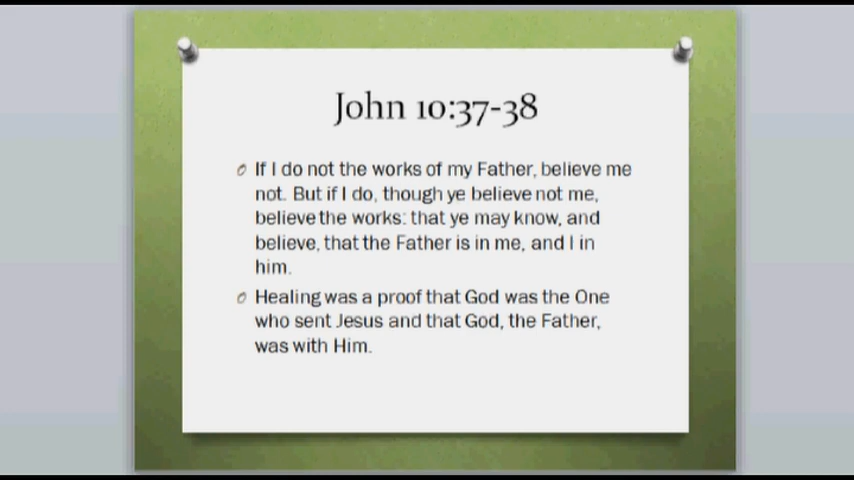 John 10:37-38
If I do not the works of my Father, believe me
not. But if I do, though ye believe not me,
believe the works: that ye may know, and
believe, that the Father is in me, and I in
him.
Healing was a proof that God was the One
who sent Jesus and that God, the Father,
was with Him.